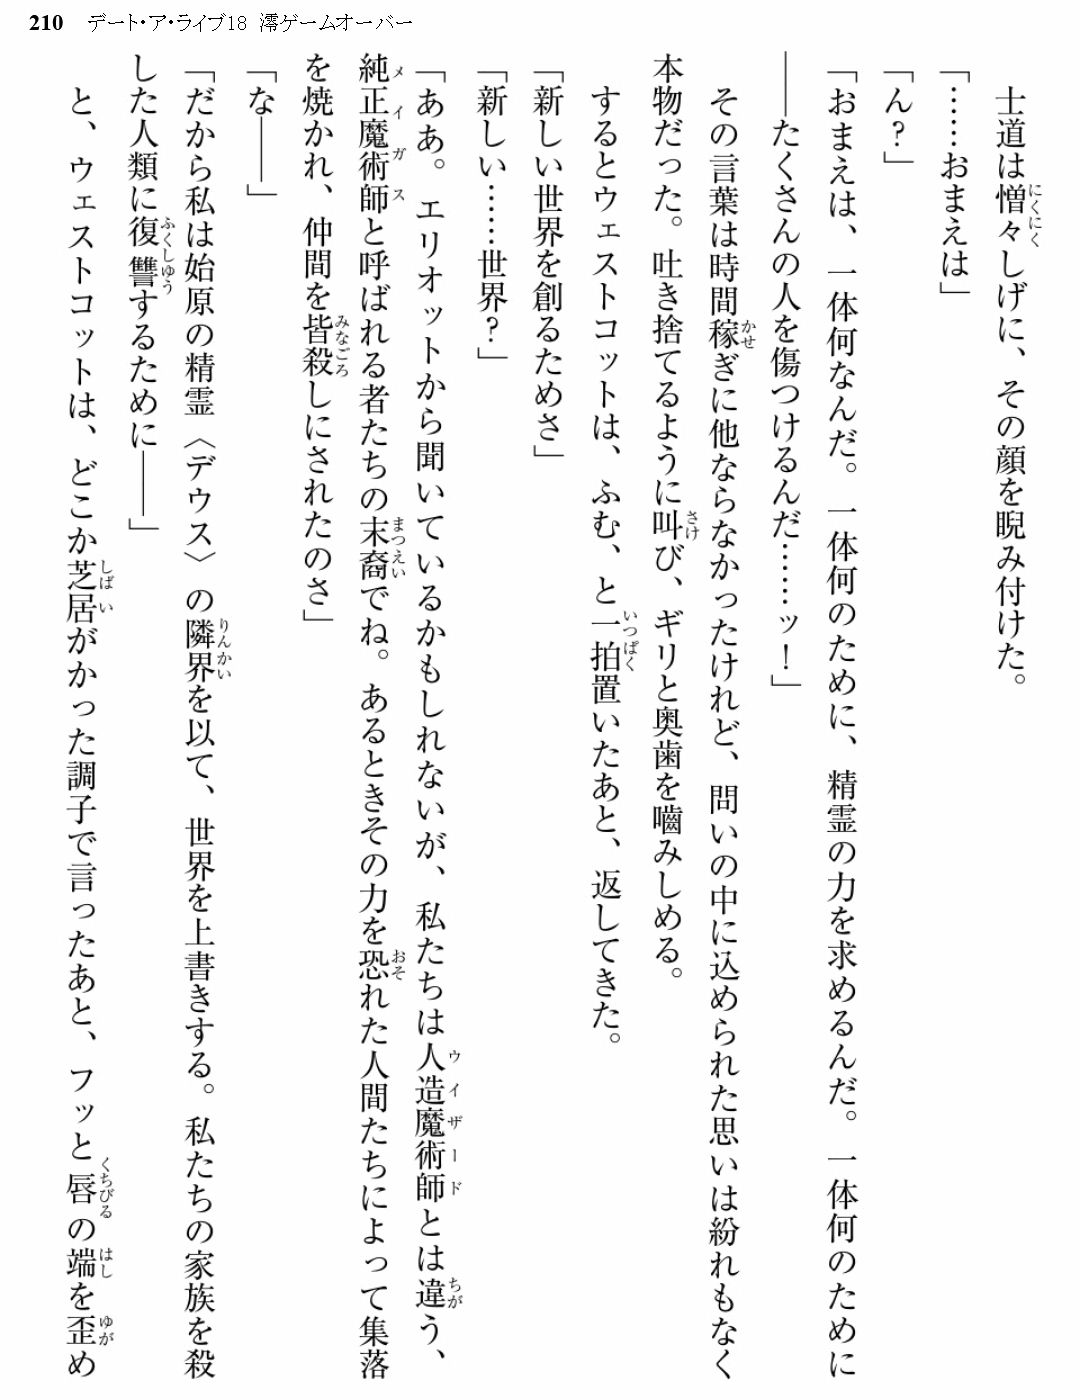 210 デート・ア・ライブ18 澪ゲームオーバー
士道は憎々しげに、その顔を睨み付けた。
「……おまえは」
「ん？」
「おまえは、一体何なんだ。一体何のために、精霊の力を求めるんだ。一体何のために
――たくさんの人を傷つけるんだ……ッ！」
その言葉は時間稼ぎに他ならなかったけれど、問いの中に込められた思いは紛れもなく
本物だった。吐き捨てるように叫び、ギリと奥歯を嚙みしめる。
するとウェストコットは、ふむ、と一拍置いたあと、返してきた。
「新しい世界を創るためさ」
「新しい……世界？」
「ああ。エリオットから聞いているかもしれないが、私たちは人造魔術師とは違う、
純正魔術師と呼ばれる者たちの末裔でね。あるときその力を恐れた人間たちによって集落
を焼かれ、仲間を皆殺しにされたのさ」
「な――」
「だから私は始原の精霊〈デウス〉の隣界を以て、世界を上書きする。私たちの家族を殺
した人類に復讐するために――」
と、ウェストコットは、どこか芝居がかった調子で言ったあと、フッと唇の端を歪め